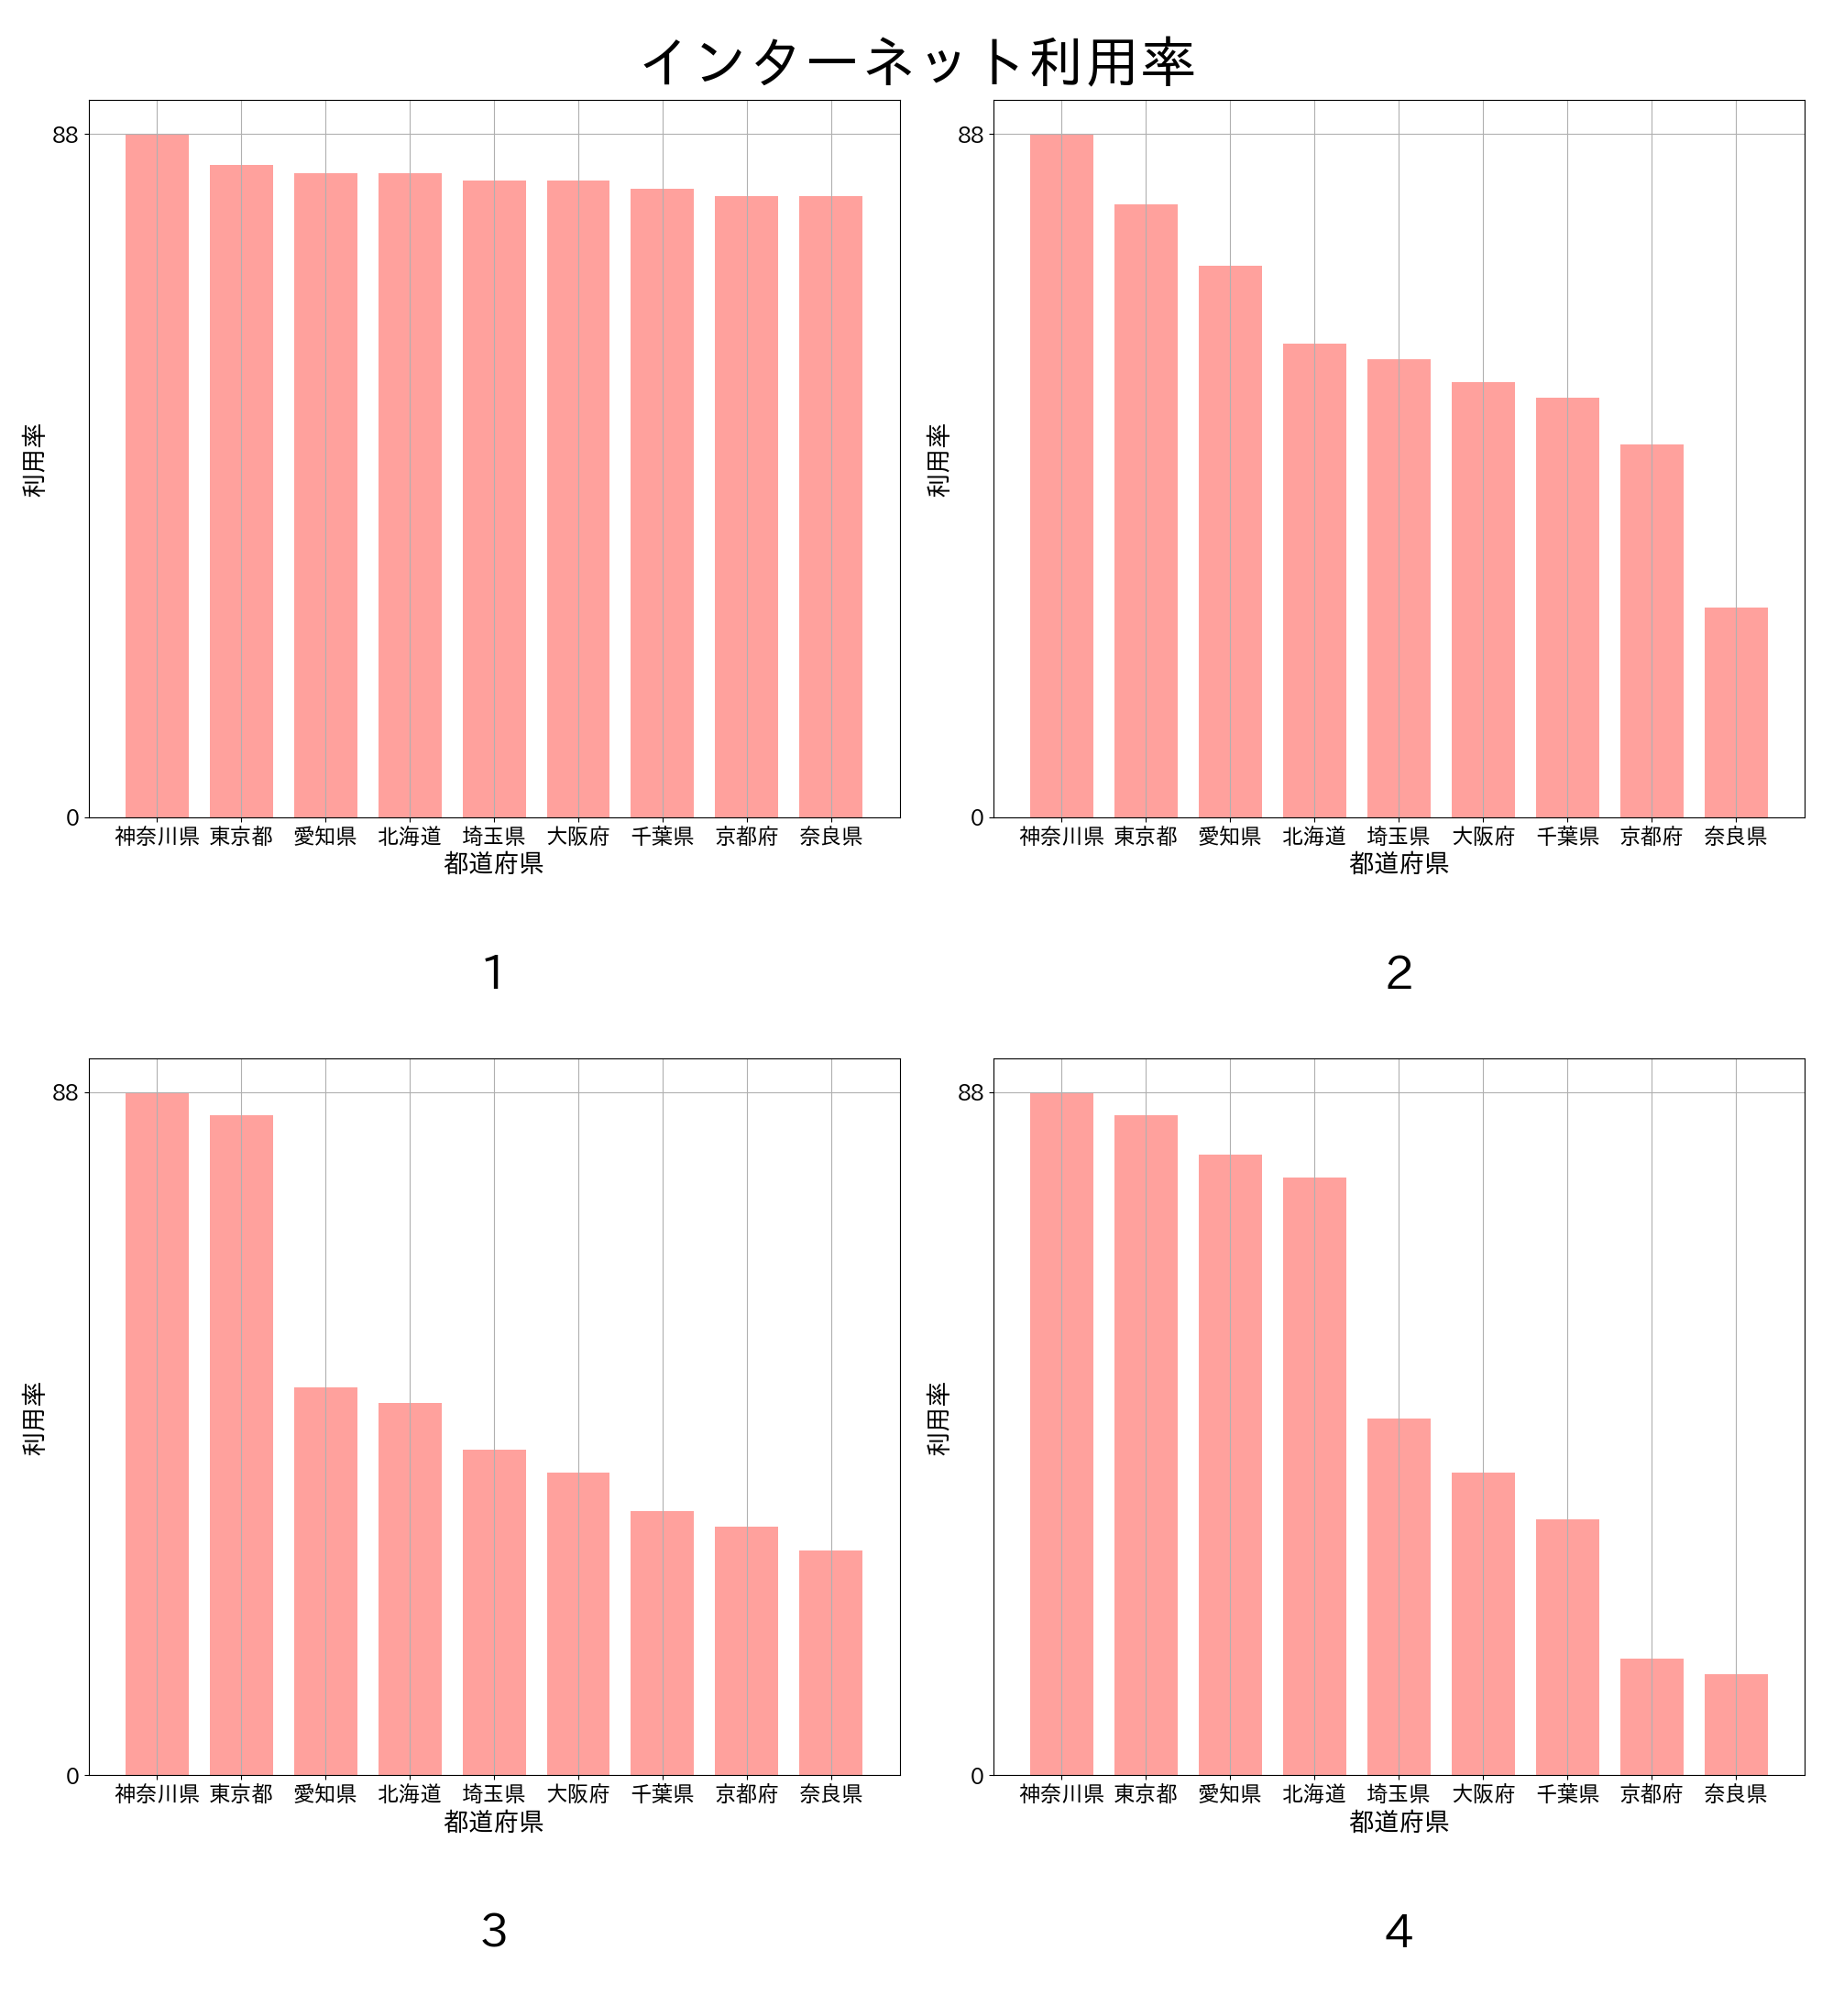 インターネット利用率
88
0
利用率
神奈川県 東京都 愛知県 北海道 埼玉県 大阪府 千葉県 京都府 奈良県
都道府県
1
88
0
利用率
神奈川県 東京都 愛知県 北海道 埼玉県 大阪府 千葉県 京都府 奈良県
都道府県
2
88
0
利用率
神奈川県 東京都 愛知県 北海道 埼玉県 大阪府 千葉県 京都府 奈良県
都道府県
3
88
0
利用率
神奈川県 東京都 愛知県 北海道 埼玉県 大阪府 千葉県 京都府 奈良県
都道府県
4